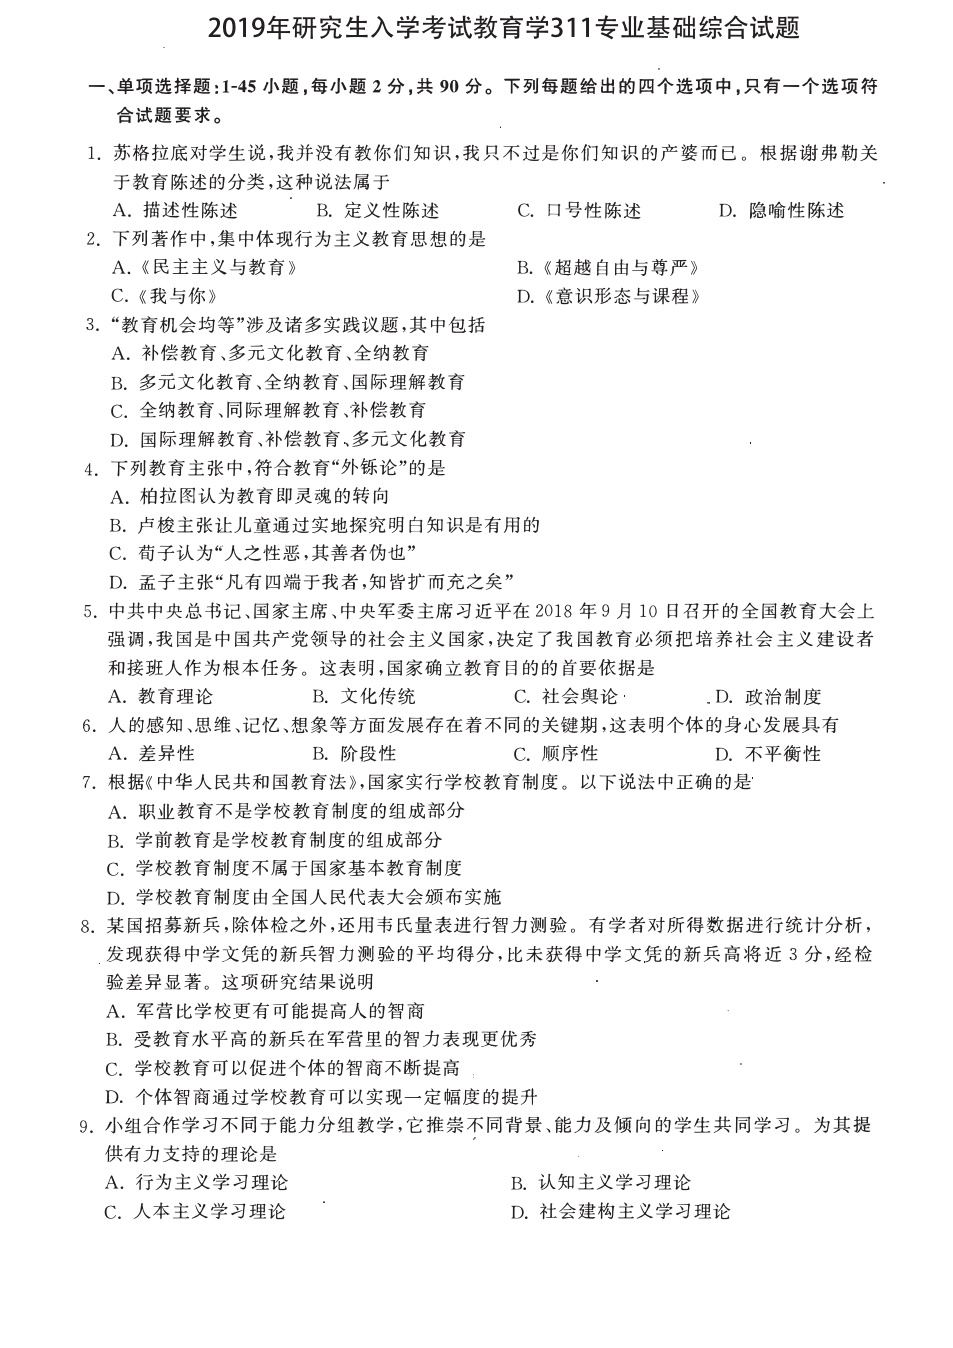 2019年研究生入学考试教育学311专业基础综合试题
一、单项选择题:1-45 小题,每小题 2 分,共 90 分。下列每题给出的四个选项中,只有一个选项符
合试题要求。
1. 苏格拉底对学生说,我并没有教你们知识,我只不过是你们知识的产婆而已。根据谢弗勒关
于教育陈述的分类,这种说法属于
A. 描述性陈述 B. 定义性陈述 C. 口号性陈述 D. 隐喻性陈述
2. 下列著作中,集中体现行为主义教育思想的是
A.《民主主义与教育》 B.《超越自由与尊严》
C.《我与你》 D.《意识形态与课程》
3. “教育机会均等”涉及诸多实践议题,其中包括
A. 补偿教育、多元文化教育、全纳教育
B. 多元文化教育、全纳教育、国际理解教育
C. 全纳教育、同际理解教育、补偿教育
D. 国际理解教育、补偿教育、多元文化教育
4. 下列教育主张中,符合教育“外铄论”的是
A. 柏拉图认为教育即灵魂的转向
B. 卢梭主张让儿童通过实地探究明白知识是有用的
C. 荀子认为“人之性恶,其善者伪也”
D. 孟子主张“凡有四端于我者,知皆扩而充之矣”
5. 中共中央总书记、国家主席、中央军委主席习近平在 2018 年 9 月 10 日召开的全国教育大会上
强调,我国是中国共产党领导的社会主义国家,决定了我国教育必须把培养社会主义建设者
和接班人作为根本任务。这表明,国家确立教育目的的首要依据是
A. 教育理论 B. 文化传统 C. 社会舆论 D. 政治制度
6. 人的感知、思维、记忆、想象等方面发展存在着不同的关键期,这表明个体的身心发展具有
A. 差异性 B. 阶段性 C. 顺序性 D. 不平衡性
7. 根据《中华人民共和国教育法》,国家实行学校教育制度。以下说法中正确的是
A. 职业教育不是学校教育制度的组成部分
B. 学前教育是学校教育制度的组成部分
C. 学校教育制度不属于国家基本教育制度
D. 学校教育制度由全国人民代表大会颁布实施
8. 某国招募新兵,除体检之外,还用韦氏量表进行智力测验。有学者对所得数据进行统计分析,
发现获得中学文凭的新兵智力测验的平均得分,比未获得中学文凭的新兵高将近 3 分,经检
验差异显著。这项研究结果说明
A. 军营比学校更有可能提高人的智商
B. 受教育水平高的新兵在军营里的智力表现更优秀
C. 学校教育可以促进个体的智商不断提高
D. 个体智商通过学校教育可以实现一定幅度的提升
9. 小组合作学习不同于能力分组教学,它推崇不同背景、能力及倾向的学生共同学习。为其提
供有力支持的理论是
A. 行为主义学习理论 B. 认知主义学习理论
C. 人本主义学习理论 D. 社会建构主义学习理论